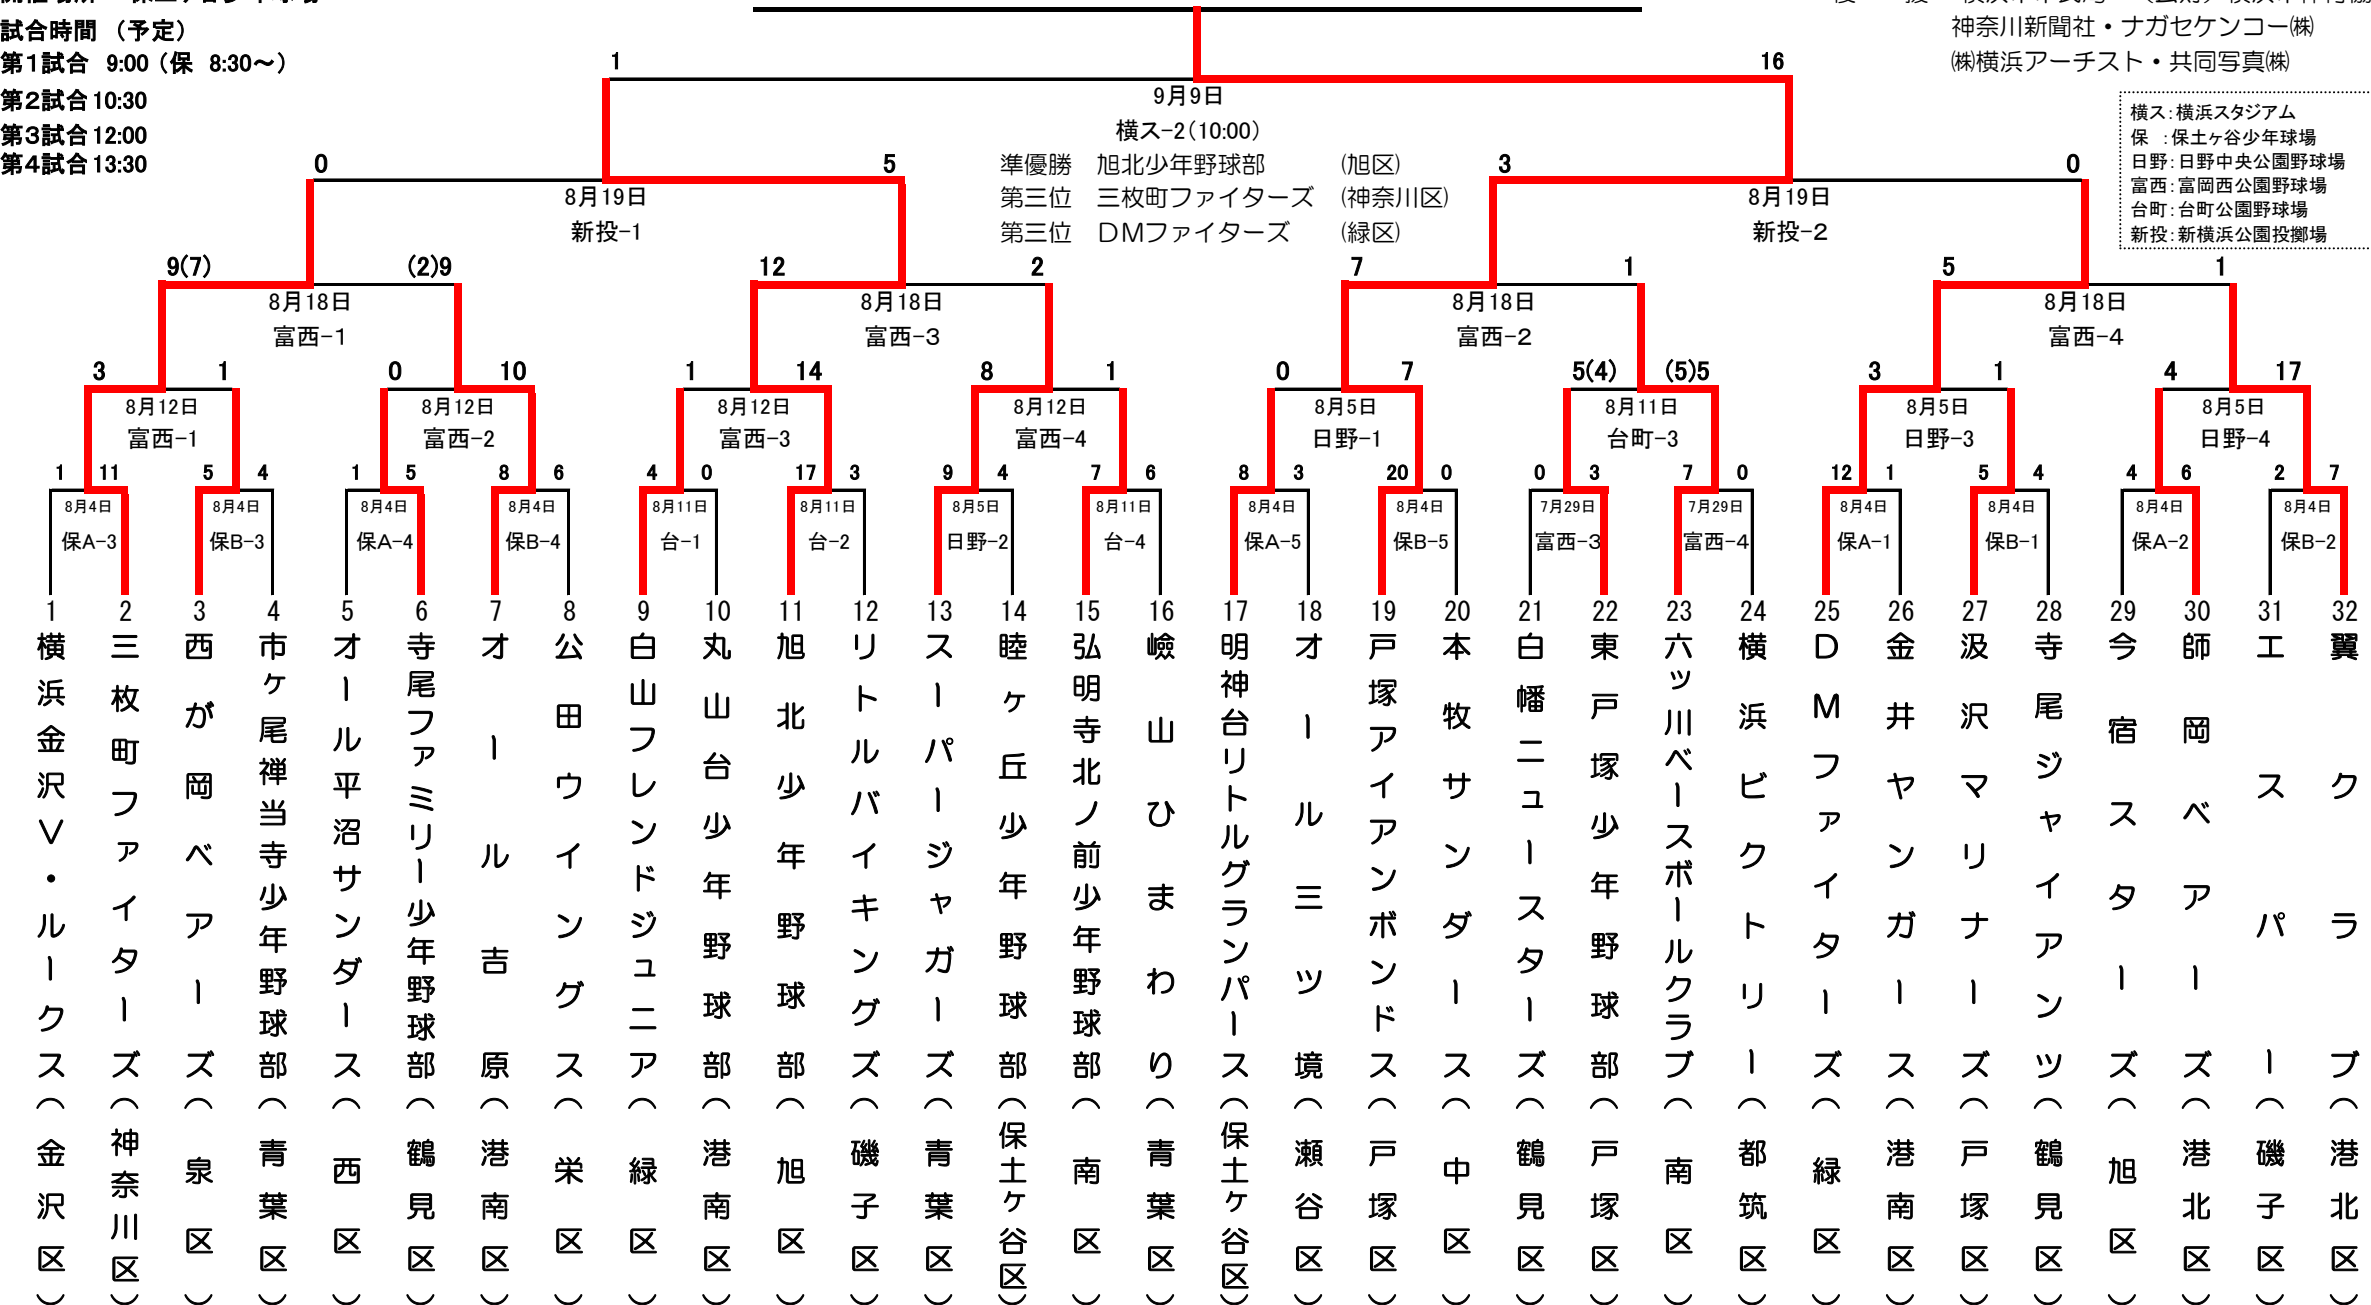 試合時間 (予定)
第1試合 9:00 (保 8:30～)
第2試合 10:30
第3試合 12:00
第4試合 13:30
神奈川新聞社・ナガセケンコー㈱
㈱横浜アーチスト・共同写真㈱
横ス:横浜スタジアム
保 :保土ヶ谷少年球場
日野:日野中央公園野球場
富西:富岡西公園野球場
台町:台町公園野球場
新投:新横浜公園投擲場
1 16
9月9日
横ス-2(10:00)
準優勝 旭北少年野球部 (旭区)
第三位 三枚町ファイターズ (神奈川区)
第三位 DMファイターズ (緑区)
0 5 3 0
8月19日 8月19日
新投-1 新投-2
9(7) (2)9 12 2 7 1 5 1
8月18日 8月18日 8月18日 8月18日
富西-1 富西-3 富西-2 富西-4
3 1 0 10 1 14 8 1 0 7 5(4) (5)5 3 1 4 17
8月12日 8月12日 8月12日 8月12日 8月5日 8月11日 8月5日 8月5日
富西-1 富西-2 富西-3 富西-4 日野-1 台町-3 日野-3 日野-4
1 11 5 4 1 5 8 6 4 0 17 3 9 4 7 6 8 3 20 0 0 3 7 0 12 1 5 4 4 6 2 7
8月4日 8月4日 8月4日 8月4日 8月11日 8月11日 8月5日 8月11日 8月4日 8月4日 7月29日 7月29日 8月4日 8月4日 8月4日 8月4日
保A-3 保B-3 保A-4 保B-4 台-1 台-2 日野-2 台-4 保A-5 保B-5 富西-3 富西-4 保A-1 保B-1 保A-2 保B-2
1 横浜金沢V・ルークス(金沢区)
2 三枚町ファイターズ(神奈川区)
3 西が岡ベアーズ(泉区)
4 市ヶ尾禅当寺少年野球部(青葉区)
5 オール平沼サンダース(西区)
6 寺尾ファミリー少年野球部(鶴見区)
7 オール吉原(港南区)
8 公田ウイングス(栄区)
9 白山フレンドジュニア(緑区)
10 丸山台少年野球部(港南区)
11 旭北少年野球部(旭区)
12 リトルバイキングズ(磯子区)
13 スーパージャガーズ(青葉区)
14 睦ヶ丘少年野球部(保土ヶ谷区)
15 弘明寺北ノ前少年野球部(南区)
16 嶮山ひまわり(青葉区)
17 明神台リトルグランパース(保土ヶ谷区)
18 オール三ツ境(瀬谷区)
19 戸塚アイアンボンドス(戸塚区)
20 本牧サンダース(中区)
21 白幡ニュースターズ(鶴見区)
22 東戸塚少年野球部(戸塚区)
23 六ッ川ベースボールクラブ(南区)
24 横浜ビクトリー(都筑区)
25 DMファイターズ(緑区)
26 金井ヤンガース(港南区)
27 汲沢マリナーズ(戸塚区)
28 寺尾ジャイアンツ(鶴見区)
29 今宿スターズ(旭区)
30 師岡ベアーズ(港北区)
31 エスパー(磯子区)
32 翼クラブ(港北区)